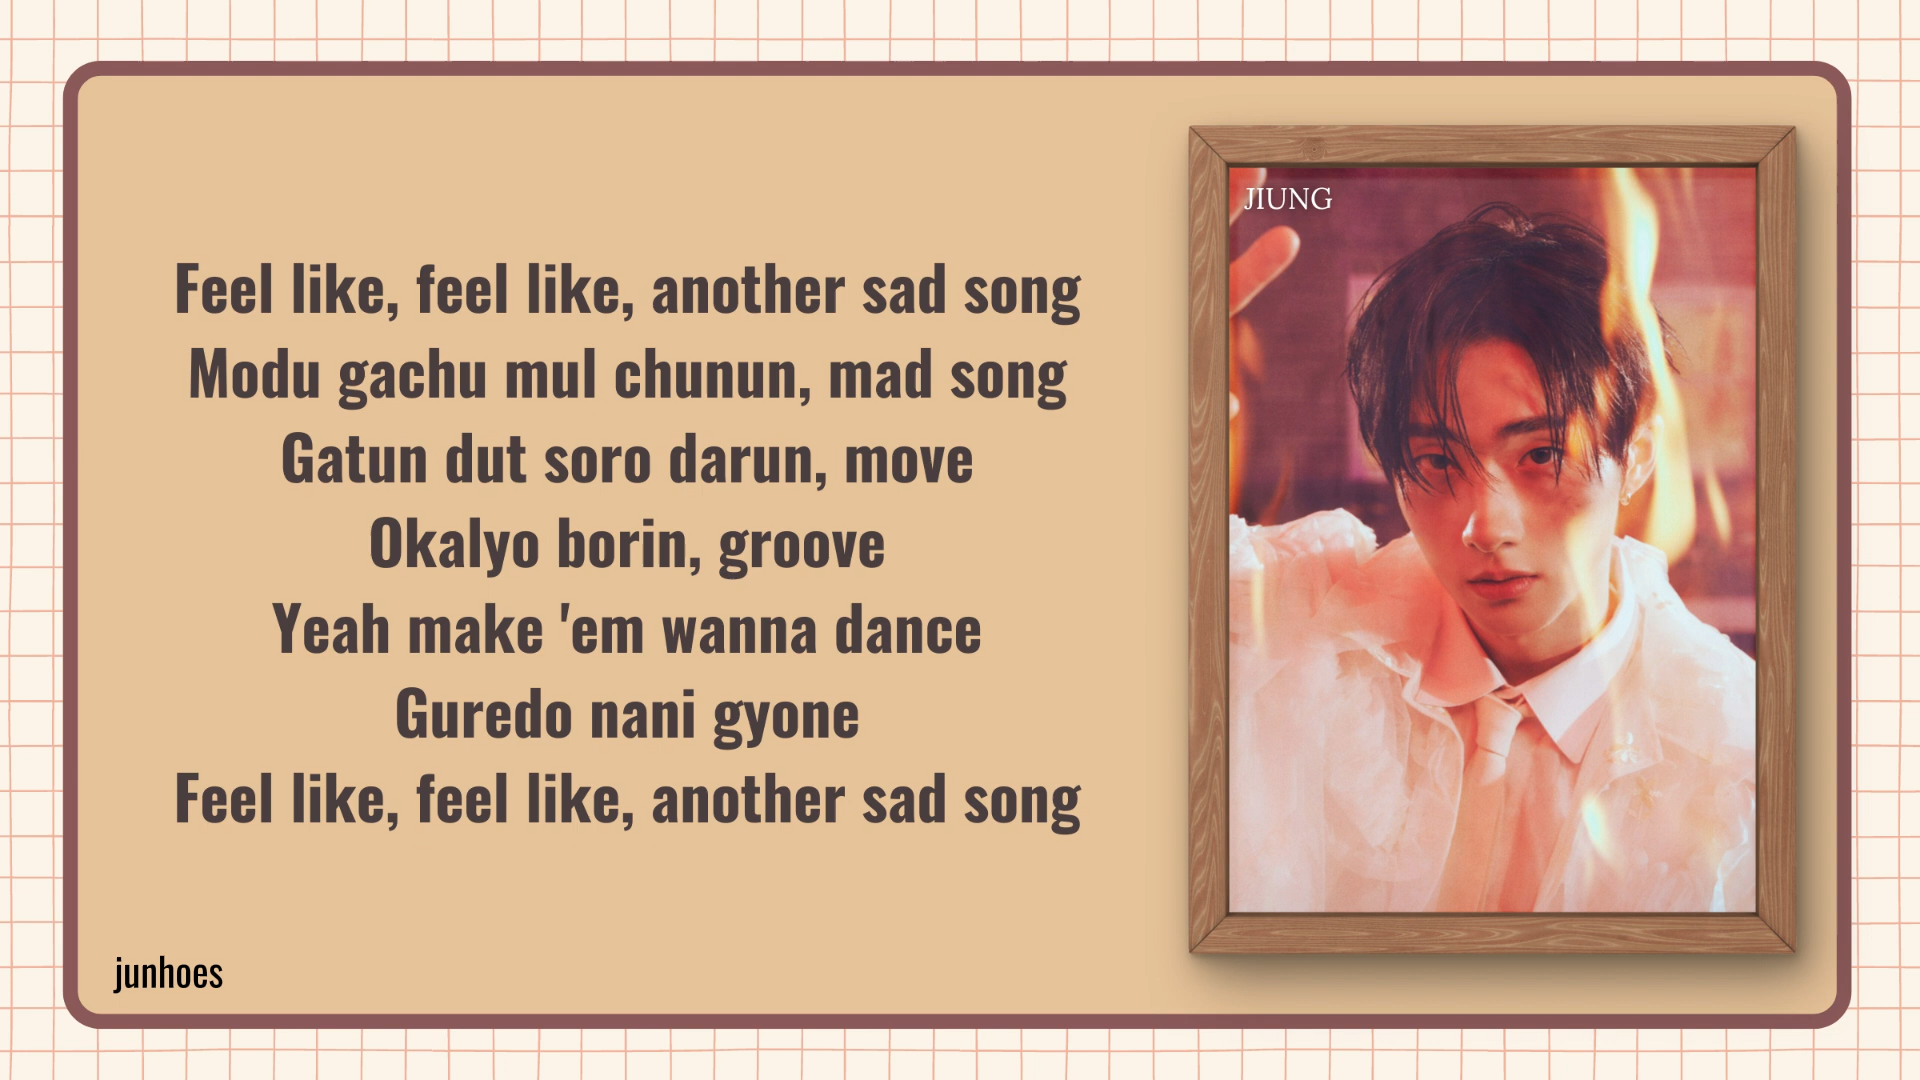 Feel like, feel like, another sad song
Modu gachu mul chunun, mad song
Gatun dut soro darun, move
Okalyo borin, groove
Yeah make 'em wanna dance
Guredo nani gyone
Feel like, feel like, another sad song
junhoes
JIUNG